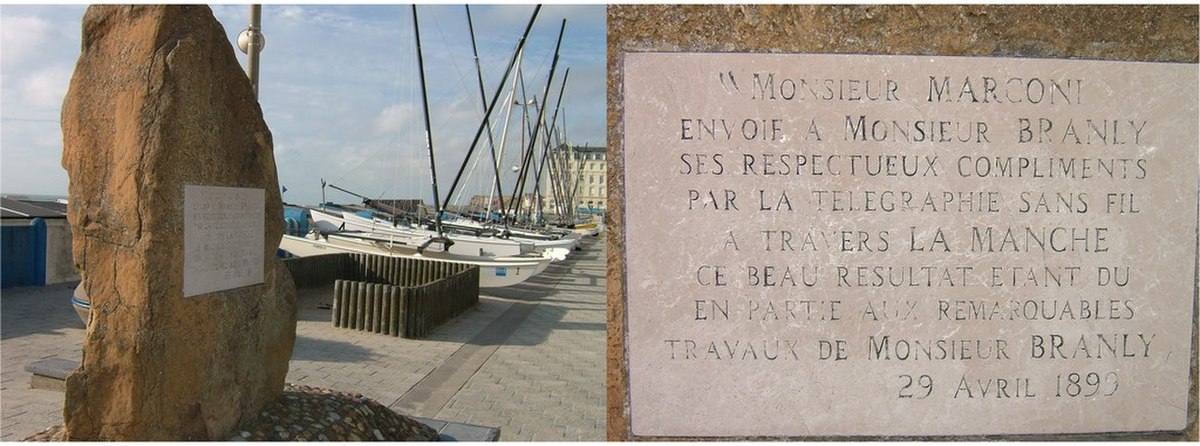 " MONSIEUR MARCONI
ENVOIE A MONSIEUR BRANLY
SES RESPECTUEUX COMPLIMENTS
PAR LA TELEGRAPHIE SANS FIL
A TRAVERS LA MANCHE
CE BEAU RESULTAT ETANT DU
EN PARTIE AUX REMARQUABLES
TRAVAUX DE MONSIEUR BRANLY,
29 AVRIL 1899